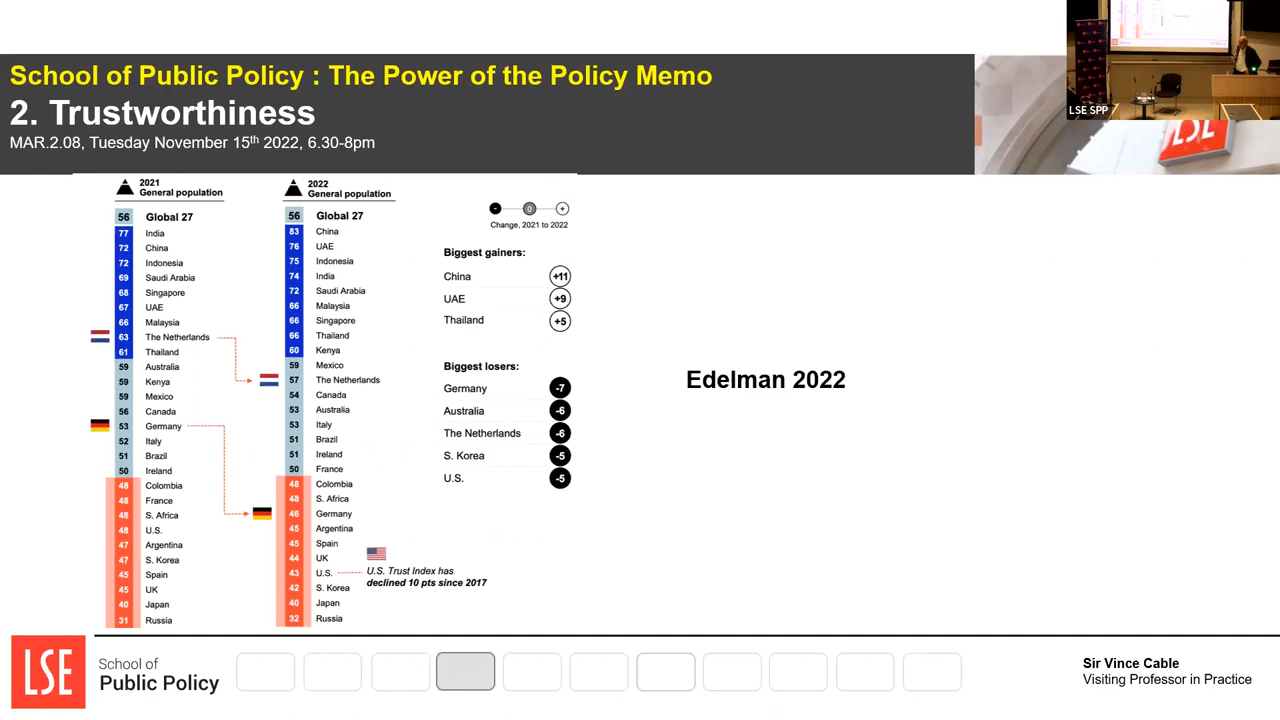 School of Public Policy : The Power of the Policy Memo
2. Trustworthiness
MAR.2.08, Tuesday November 15th 2022, 6.30-8pm
LSE SPP
LSE
2021
General population
56 Global 27
77 India
72 China
72 Indonesia
69 Saudi Arabia
68 Singapore
67 UAE
66 Malaysia
63 The Netherlands
61 Thailand
59 Australia
59 Kenya
59 Mexico
56 Canada
53 Germany
52 Italy
51 Brazil
50 Ireland
48 Colombia
48 France
48 S. Africa
48 U.S.
47 Argentina
47 S. Korea
45 Spain
45 UK
40 Japan
31 Russia
2022
General population
56 Global 27
83 China
76 UAE
75 Indonesia
74 India
72 Saudi Arabia
66 Malaysia
66 Singapore
66 Thailand
60 Kenya
59 Mexico
57 The Netherlands
54 Canada
53 Australia
53 Italy
51 Brazil
51 Ireland
50 France
48 Colombia
48 S. Africa
46 Germany
45 Argentina
45 Spain
44 UK
43 U.S.
42 S. Korea
40 Japan
32 Russia
U.S. Trust Index has
declined 10 pts since 2017
- 0 +
Change, 2021 to 2022
Biggest gainers:
China +11
UAE +9
Thailand +5
Biggest losers:
Germany -7
Australia -6
The Netherlands -6
S. Korea -5
U.S. -5
Edelman 2022
LSE
School of
Public Policy
Sir Vince Cable
Visiting Professor in Practice